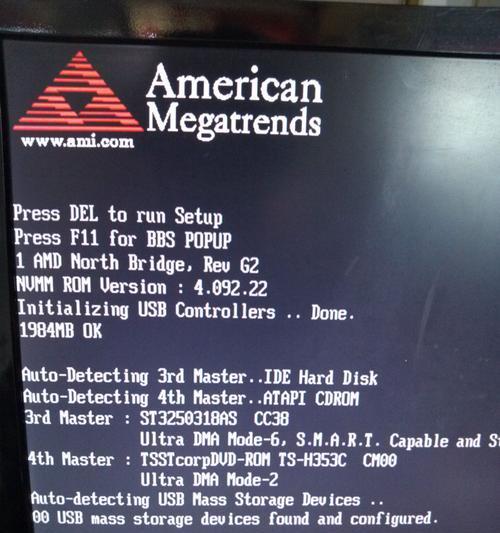 American
Megatrends
www.ami.com
Press DEL to run Setup
Press F11 for BBS POPUP
1 AMD North Bridge, Rev G2
NVMM ROM Version : 4.092.22
Initializing USB Controllers .. Done.
1984MB OK
Auto-Detecting 3rd Master..IDE Hard Disk
Auto-Detecting 4th Master..ATAPI CDROM
3rd Master : ST3250318AS CC38
Ultra DMA Mode-6, S.M.A.R.T. Capable and St
4th Master : TSSTcorpDVD-ROM TS-H353C CM00
Ultra DMA Mode-2
Auto-detecting USB Mass Storage Devices ..
00 USB mass storage devices found and configured.